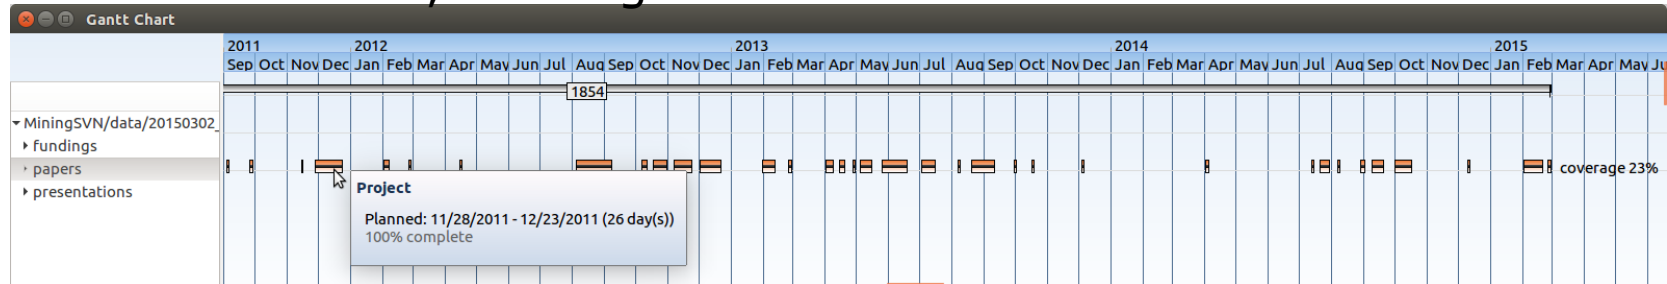 Gantt Chart
2011 2012 2013 2014 2015
Sep Oct Nov Dec Jan Feb Mar Apr May Jun Jul Aug Sep Oct Nov Dec Jan Feb Mar Apr May Jun Jul Aug Sep Oct Nov Dec Jan Feb Mar Apr May Jun Jul Aug Sep Oct Nov Dec Jan Feb Mar Apr May Ju
1854
MiningSVN/data/20150302_
fundings
papers
coverage 23%
presentations
Project
Planned: 11/28/2011 - 12/23/2011 (26 day(s))
100% complete